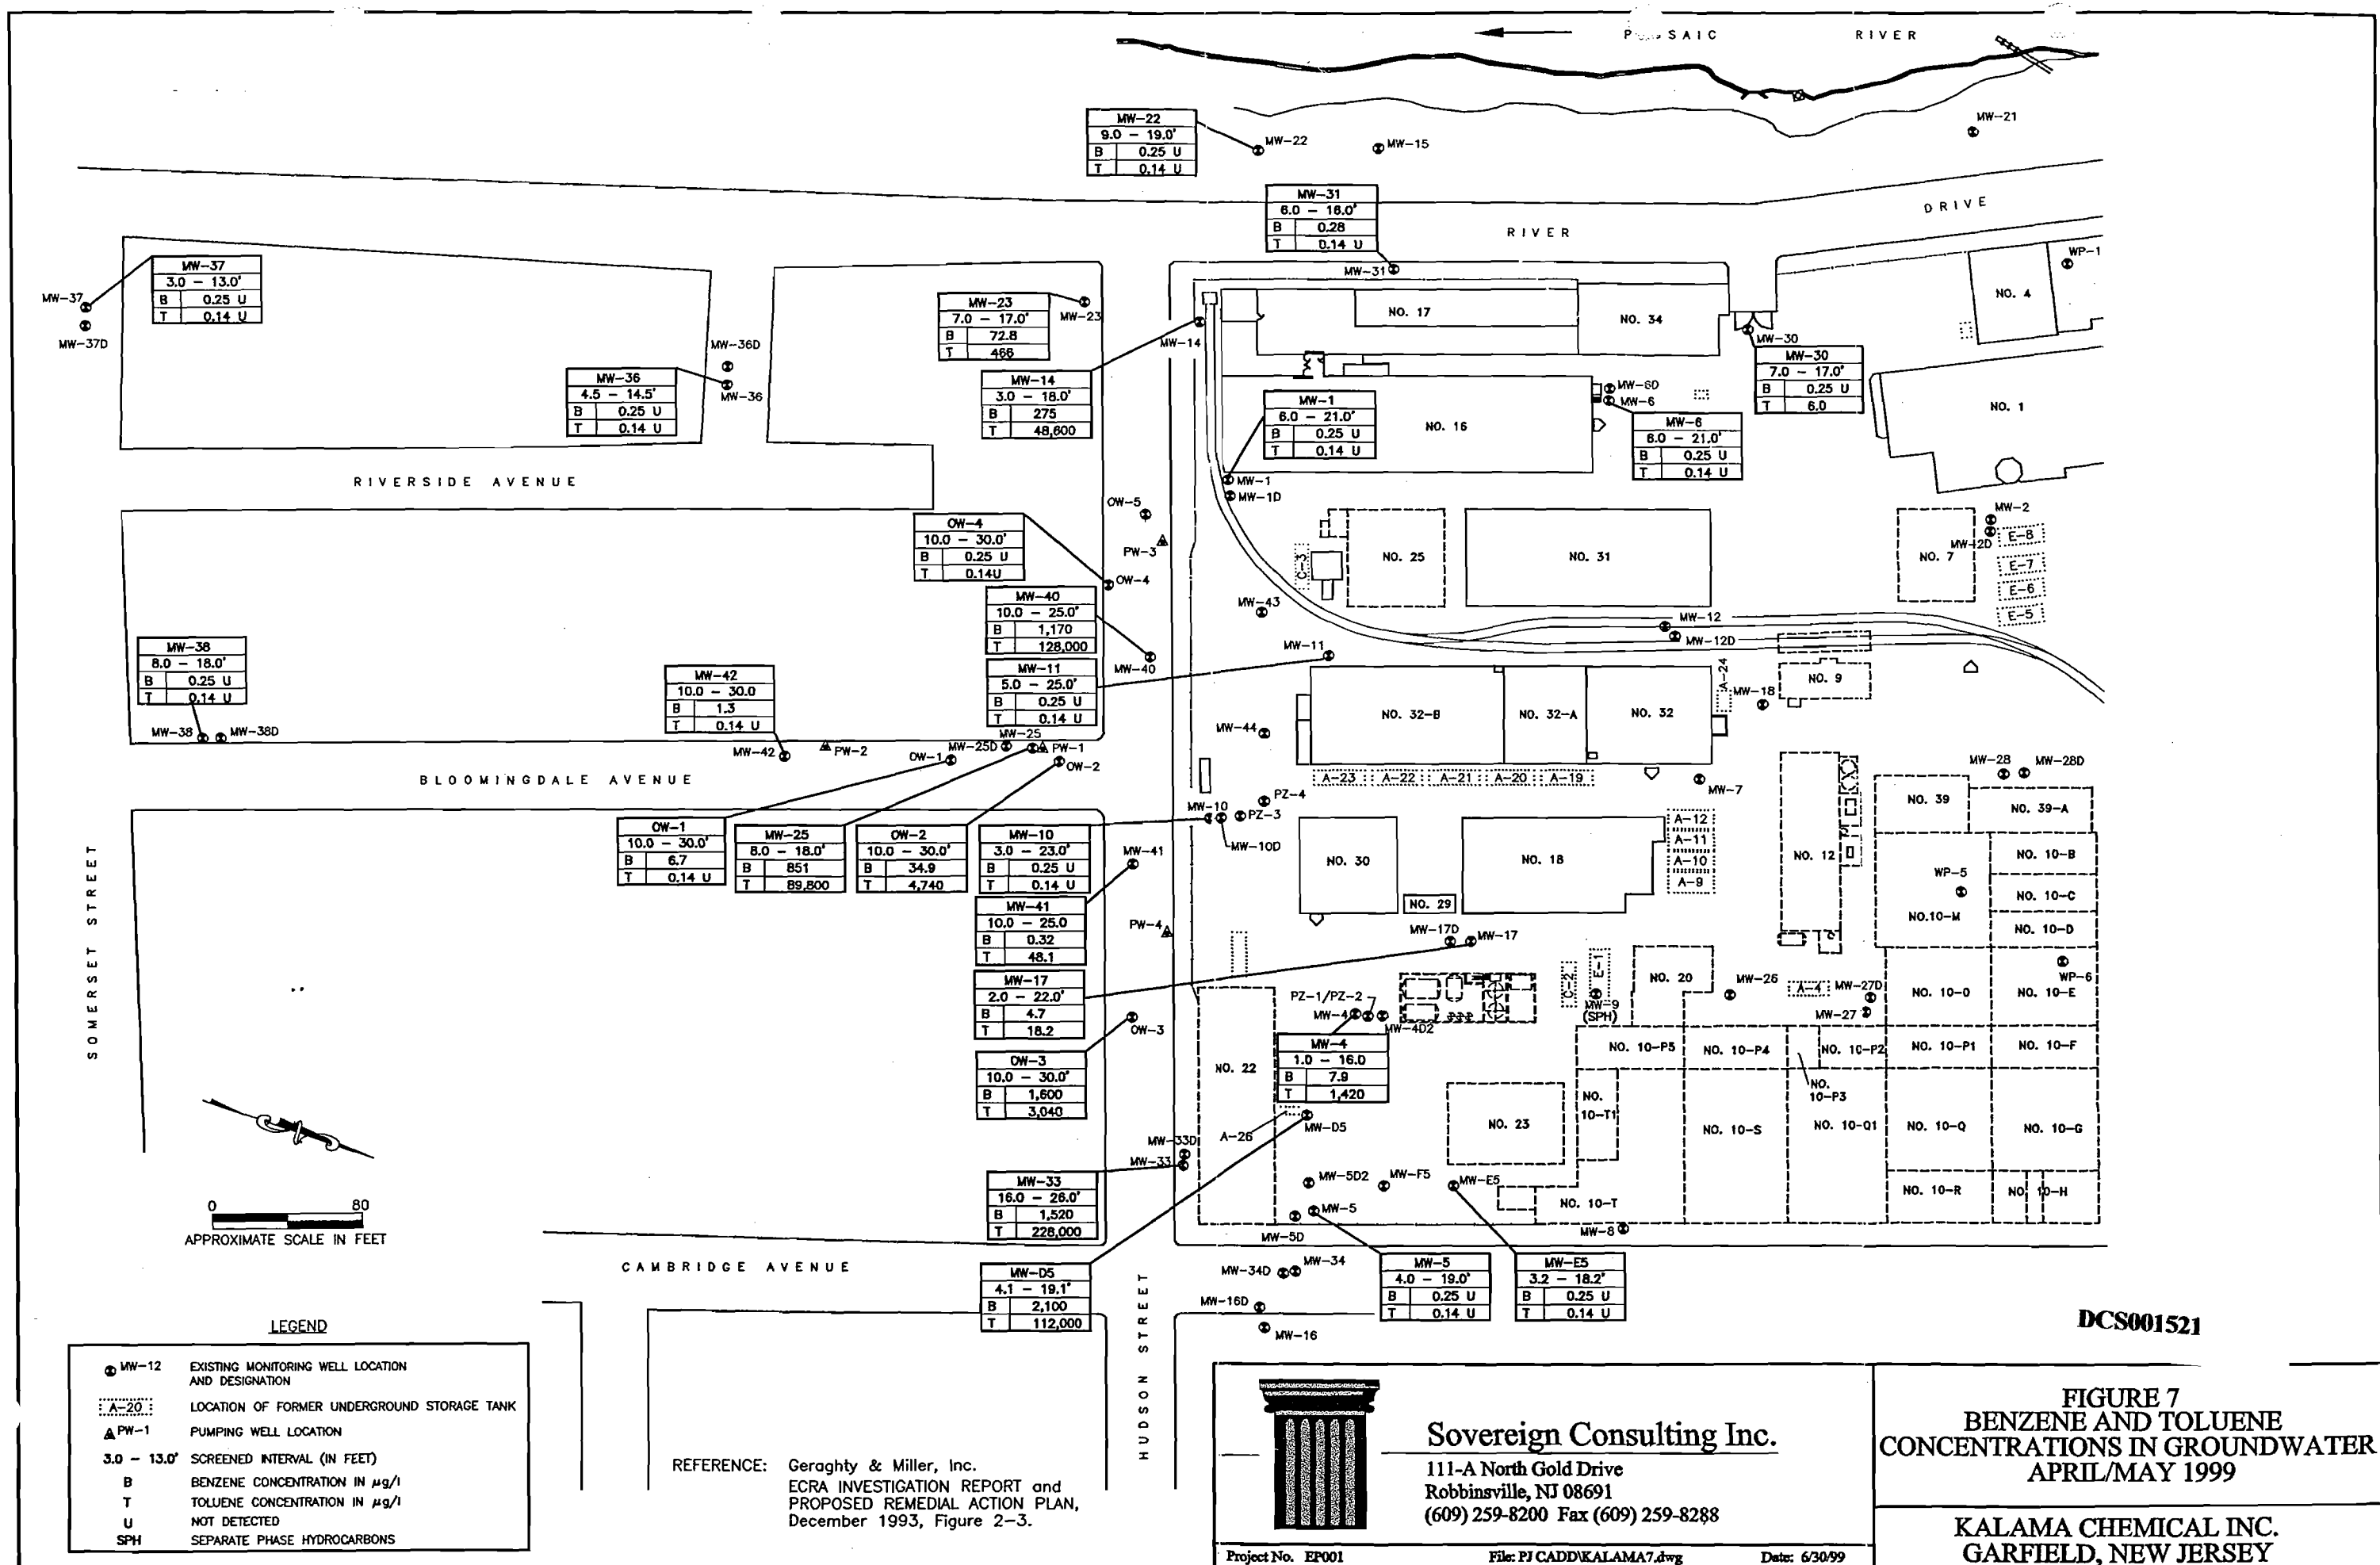 PASSAIC RIVER
MW-21
MW-22
9.0 - 19.0'
B 0.25 U
T 0.14 U
MW-22
MW-15
DRIVE
MW-31
6.0 - 16.0'
B 0.28
T 0.14 U
RIVER
WP-1
MW-37
3.0 - 13.0'
B 0.25 U
T 0.14 U
MW-37
MW-37D
MW-31
NO. 4
MW-23
7.0 - 17.0'
B 72.8
T 466
MW-23
NO. 17
NO. 34
MW-14
MW-30
MW-36D
MW-36
4.5 - 14.5'
B 0.25 U
T 0.14 U
MW-36
MW-14
3.0 - 18.0'
B 275
T 48,600
MW-30
7.0 - 17.0'
B 0.25 U
T 6.0
MW-1
6.0 - 21.0'
B 0.25 U
T 0.14 U
NO. 16
MW-6D
MW-6
MW-6
6.0 - 21.0'
B 0.25 U
T 0.14 U
NO. 1
RIVERSIDE AVENUE
MW-1
MW-1D
OW-5
PW-3
OW-4
10.0 - 30.0'
B 0.25 U
T 0.14U
OW-4
C-3
NO. 25
NO. 31
NO. 7
MW-2
MW-12D
E-8
E-7
E-6
E-5
MW-40
10.0 - 25.0'
B 1,170
T 128,000
MW-40
MW-43
MW-12
MW-12D
MW-11
MW-11
5.0 - 25.0'
B 0.25 U
T 0.14 U
MW-38
8.0 - 18.0'
B 0.25 U
T 0.14 U
MW-38
MW-38D
MW-42
10.0 - 30.0
B 1.3
T 0.14 U
MW-42
PW-2
MW-25D
MW-25
PW-1
OW-1
OW-2
MW-44
NO. 32-B
NO. 32-A
NO. 32
A-24
MW-18
NO. 9
BLOOMINGDALE AVENUE
A-23
A-22
A-21
A-20
A-19
MW-7
MW-28
MW-28D
PZ-4
MW-10
PZ-3
MW-10D
OW-1
10.0 - 30.0'
B 6.7
T 0.14 U
MW-25
8.0 - 18.0'
B 851
T 89,800
OW-2
10.0 - 30.0'
B 34.9
T 4,740
MW-10
3.0 - 23.0'
B 0.25 U
T 0.14 U
NO. 30
NO. 18
NO. 29
A-12
A-11
A-10
A-9
NO. 12
NO. 39
NO. 39-A
NO. 10-B
WP-5
NO. 10-C
NO.10-M
NO. 10-D
MW-41
MW-41
10.0 - 25.0
B 0.32
T 48.1
PW-4
MW-17D
MW-17
MW-17
2.0 - 22.0'
B 4.7
T 18.2
SOMERSET STREET
PZ-1/PZ-2
MW-4
MW-4D2
C-2
E-1
MW-9
(SPH)
NO. 20
MW-26
A-4
MW-27D
MW-27
NO. 10-O
WP-6
NO. 10-E
OW-3
OW-3
10.0 - 30.0'
B 1,600
T 3,040
NO. 22
MW-4
1.0 - 16.0
B 7.9
T 1,420
NO. 10-P5
NO. 10-P4
NO. 10-P2
NO. 10-P1
NO. 10-F
NO.
10-P3
NO.
10-T1
A-26
MW-D5
NO. 23
NO. 10-S
NO. 10-Q1
NO. 10-Q
NO. 10-G
MW-33D
MW-33
MW-33
16.0 - 26.0'
B 1,520
T 228,000
MW-5D2
MW-F5
MW-E5
MW-5
MW-5D
NO. 10-T
MW-8
NO. 10-R
NO. 10-H
0 80
APPROXIMATE SCALE IN FEET
CAMBRIDGE AVENUE
MW-D5
4.1 - 19.1'
B 2,100
T 112,000
HUDSON STREET
MW-34D
MW-34
MW-16D
MW-16
MW-5
4.0 - 19.0'
B 0.25 U
T 0.14 U
MW-E5
3.2 - 18.2'
B 0.25 U
T 0.14 U
DCS001521
LEGEND
MW-12 EXISTING MONITORING WELL LOCATION
AND DESIGNATION
A-20 LOCATION OF FORMER UNDERGROUND STORAGE TANK
PW-1 PUMPING WELL LOCATION
3.0 - 13.0' SCREENED INTERVAL (IN FEET)
B BENZENE CONCENTRATION IN µg/l
T TOLUENE CONCENTRATION IN µg/l
U NOT DETECTED
SPH SEPARATE PHASE HYDROCARBONS
REFERENCE: Geraghty & Miller, Inc.
ECRA INVESTIGATION REPORT and
PROPOSED REMEDIAL ACTION PLAN,
December 1993, Figure 2-3.
Sovereign Consulting Inc.
111-A North Gold Drive
Robbinsville, NJ 08691
(609) 259-8200 Fax (609) 259-8288
Project No. EP001 File: PJ CADD\KALAMA7.dwg Date: 6/30/99
FIGURE 7
BENZENE AND TOLUENE
CONCENTRATIONS IN GROUNDWATER
APRIL/MAY 1999
KALAMA CHEMICAL INC.
GARFIELD, NEW JERSEY